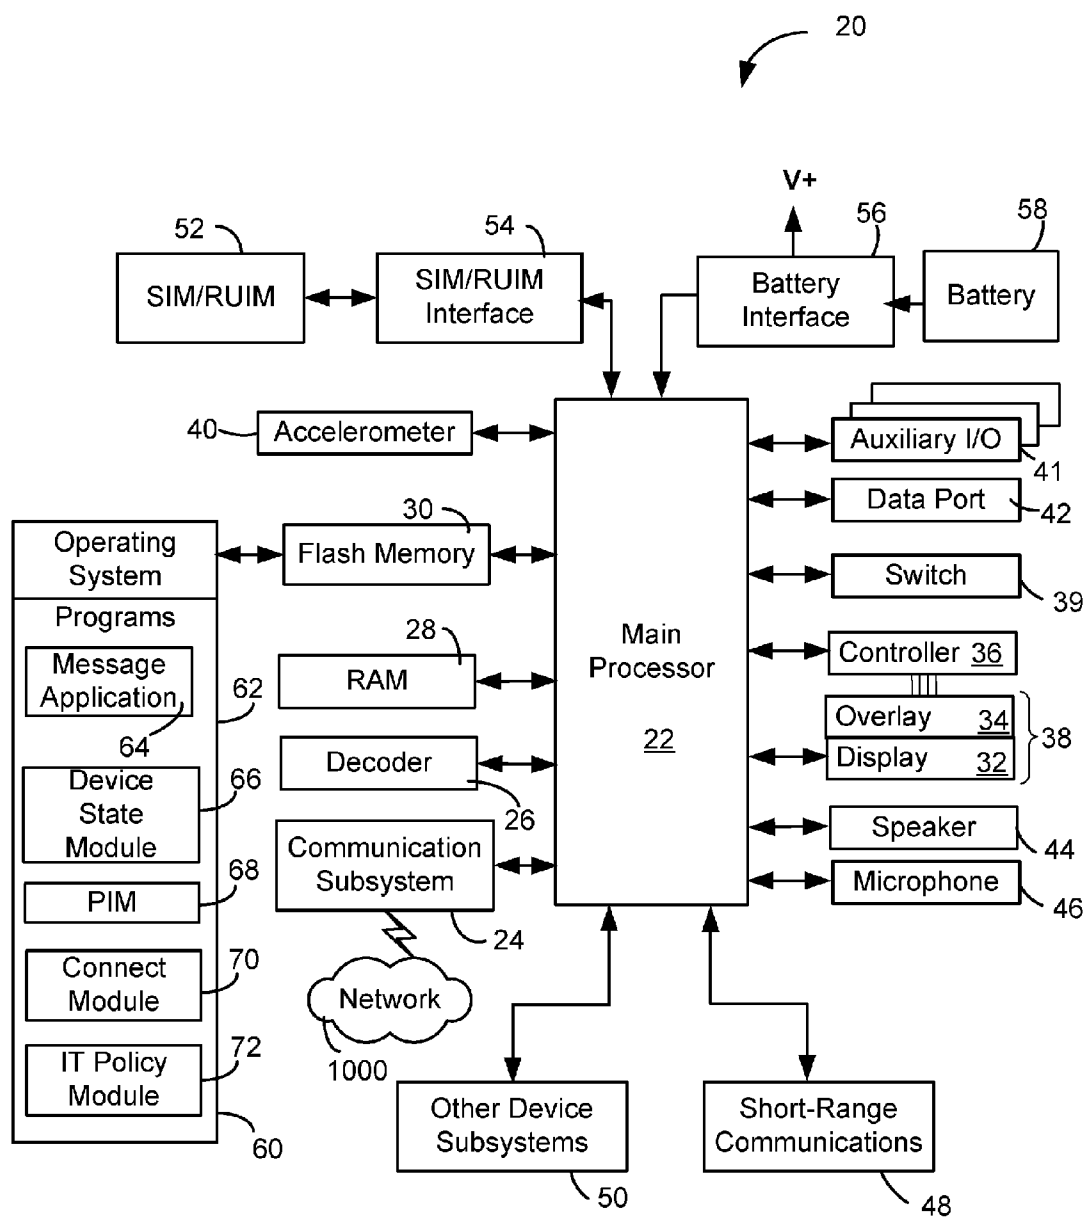 20
V+
52
54
56
58
SIM/RUIM
SIM/RUIM
Interface
Battery
Interface
Battery
40
Accelerometer
Auxiliary I/O
41
30
Data Port
42
Operating
System
Flash Memory
Switch
39
Programs
28
Main
Processor
22
Controller 36
Message
Application
64
62
RAM
Overlay 34
38
Display 32
Decoder
26
66
Device
State
Module
Speaker
44
Communication
Subsystem
24
Microphone
46
68
PIM
70
Connect
Module
Network
1000
72
IT Policy
Module
60
Other Device
Subsystems
50
Short-Range
Communications
48